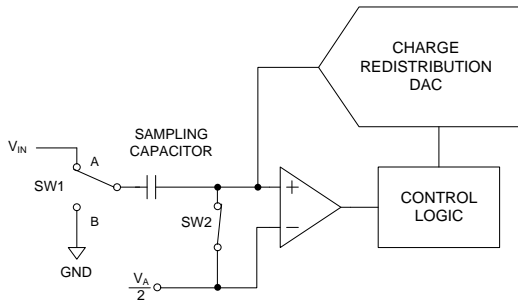 CHARGE
REDISTRIBUTION
DAC
VIN
A
SAMPLING
CAPACITOR
SW1
B
GND
SW2
+
−
CONTROL
LOGIC
VA
2